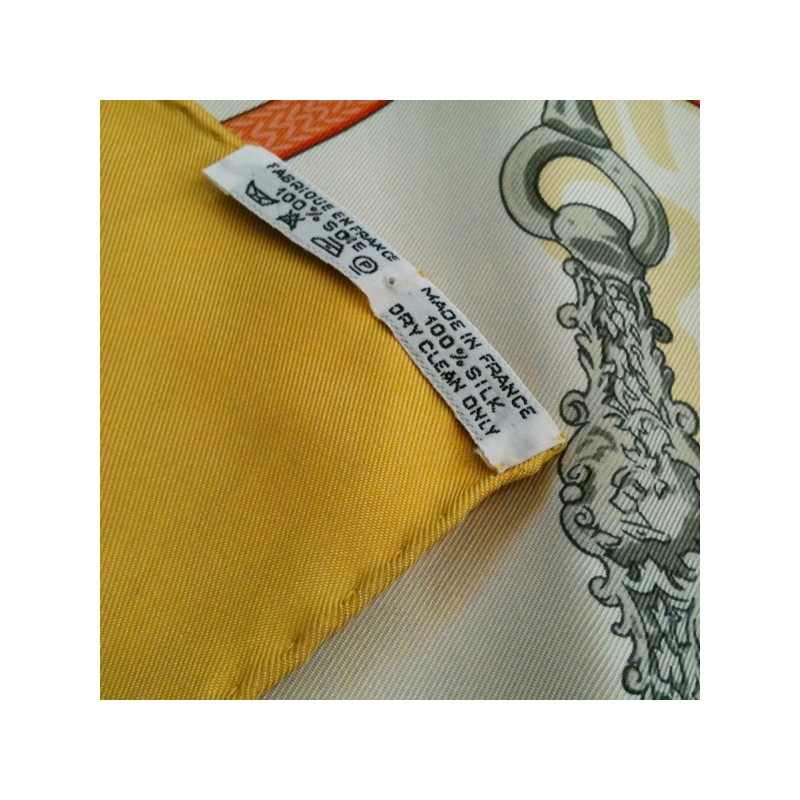 FABRIQUE EN FRANCE
100% SOIE
P
MADE IN FRANCE
100% SILK
DRY CLEAN ONLY